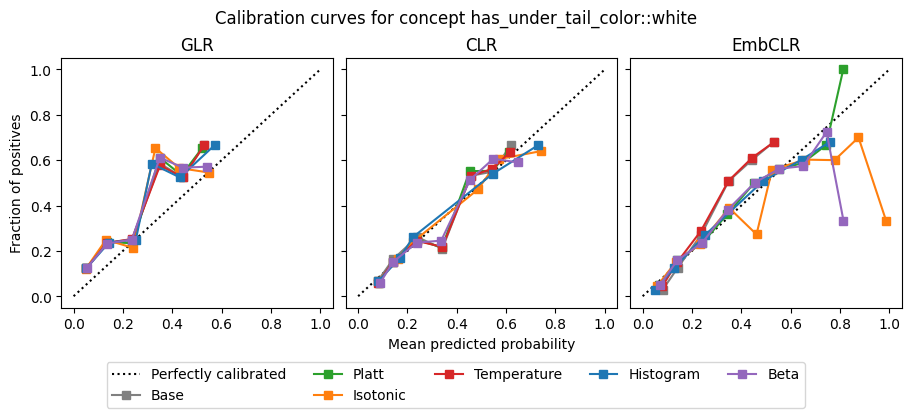 Calibration curves for concept has_under_tail_color::white
GLR
CLR
EmbCLR
Fraction of positives
1.0
0.8
0.6
0.4
0.2
0.0
0.0 0.2 0.4 0.6 0.8 1.0
0.0 0.2 0.4 0.6 0.8 1.0
0.0 0.2 0.4 0.6 0.8 1.0
Mean predicted probability
Perfectly calibrated
Base
Platt
Isotonic
Temperature
Histogram
Beta